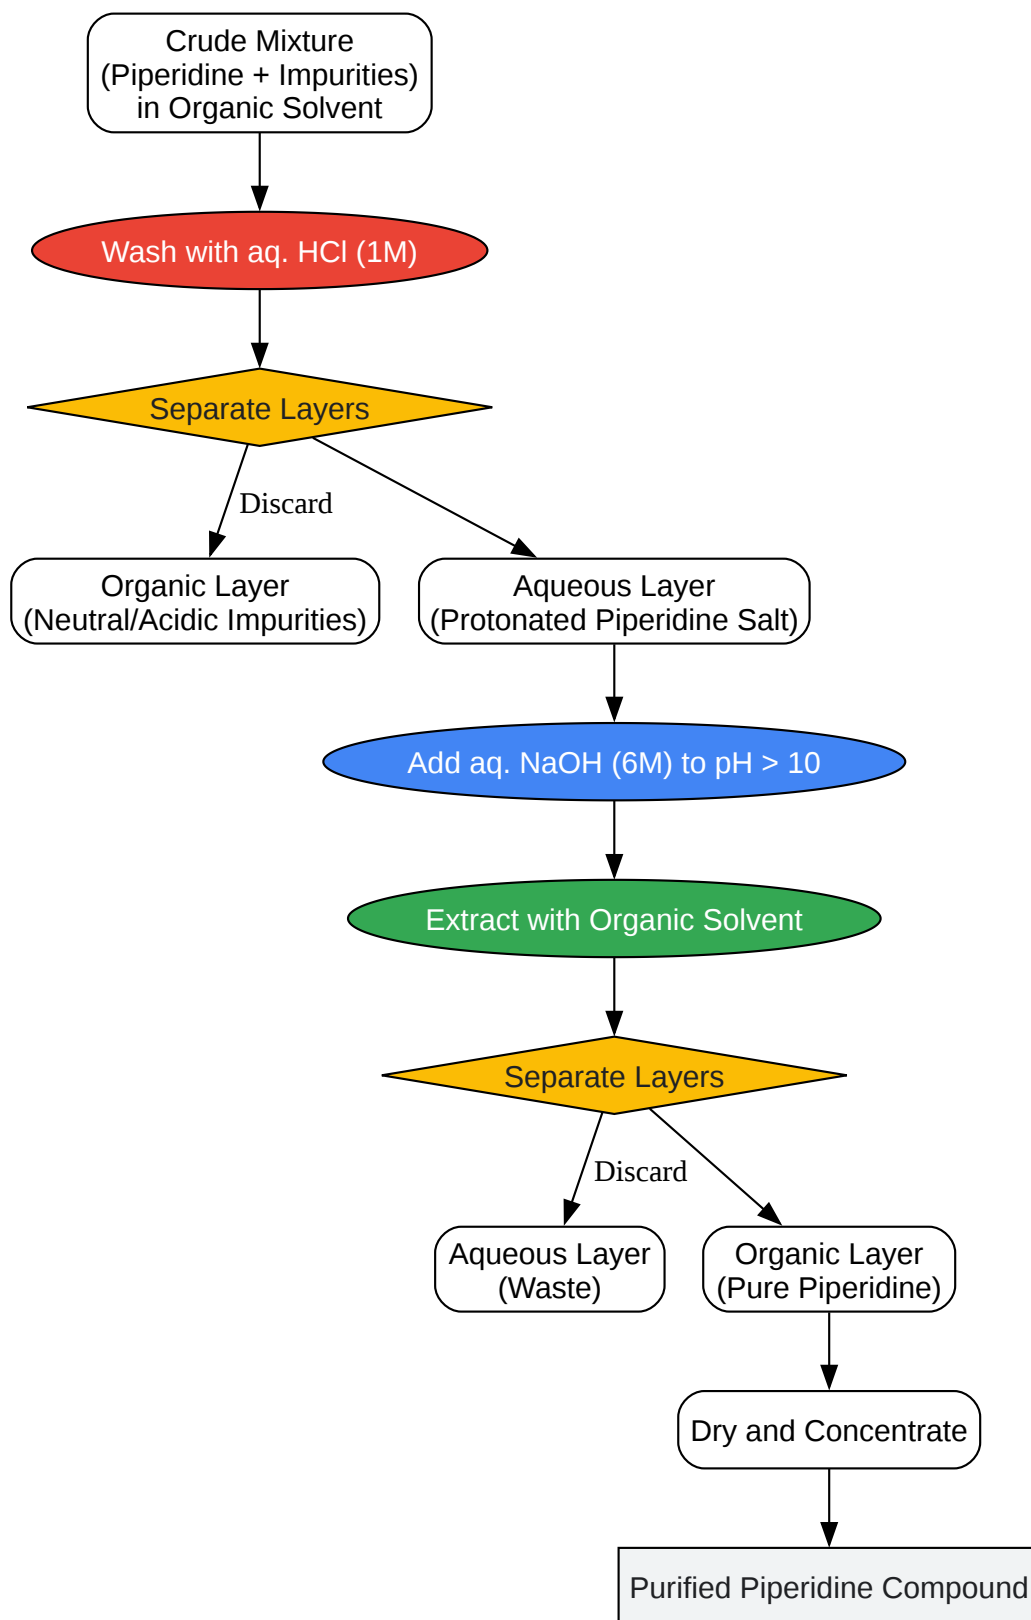 Crude Mixture
(Piperidine + Impurities)
in Organic Solvent
Wash with aq. HCl (1M)
Separate Layers
Discard
Organic Layer
(Neutral/Acidic Impurities)
Aqueous Layer
(Protonated Piperidine Salt)
Add aq. NaOH (6M) to pH > 10
Extract with Organic Solvent
Separate Layers
Discard
Aqueous Layer
(Waste)
Organic Layer
(Pure Piperidine)
Dry and Concentrate
Purified Piperidine Compound